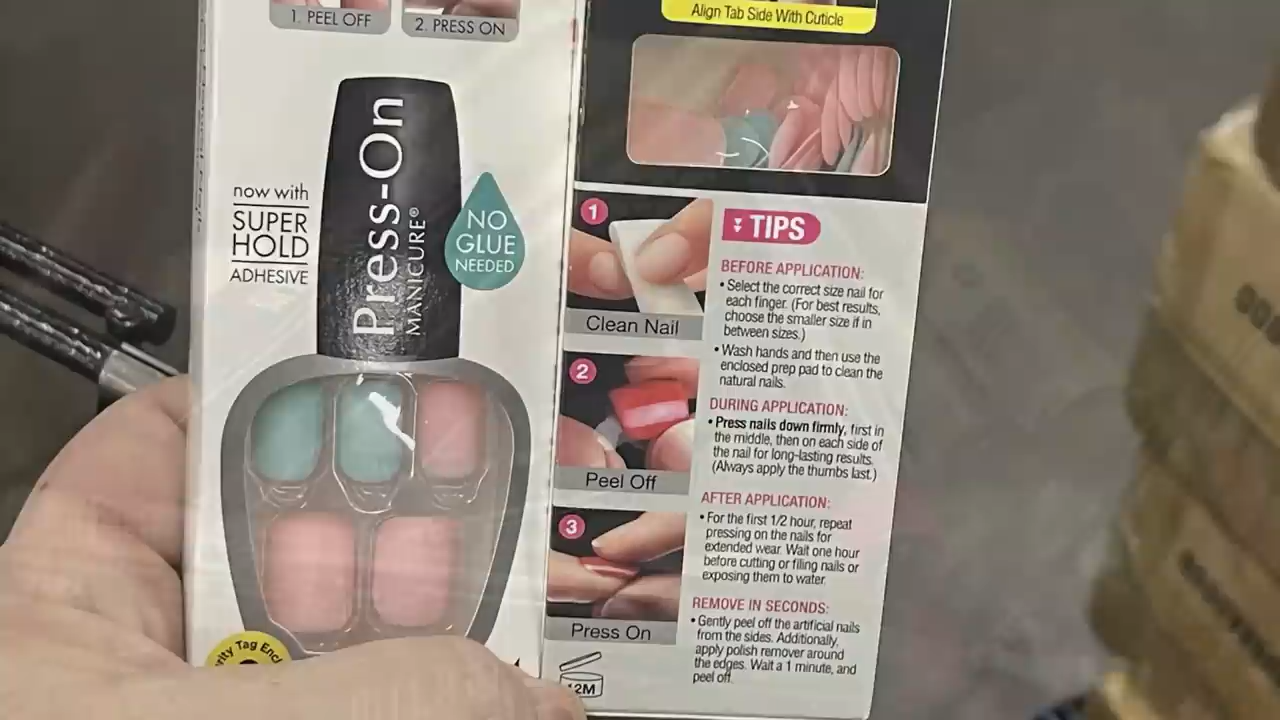 1. PEEL OFF
2. PRESS ON
now with
SUPER
HOLD
ADHESIVE
Press-On
MANICURE®
NO
GLUE
NEEDED
Align Tab Side With Cuticle
1
Clean Nail
2
Peel Off
3
Press On
12M
TIPS
BEFORE APPLICATION:
• Select the correct size nail for
each finger. (For best results,
choose the smaller size if in
between sizes.)
• Wash hands and then use the
enclosed prep pad to clean the
natural nails.
DURING APPLICATION:
• Press nails down firmly, first in
the middle, then on each side of
the nail for long-lasting results.
(Always apply the thumbs last.)
AFTER APPLICATION:
• For the first 1/2 hour, repeat
pressing on the nails for
extended wear. Wait one hour
before cutting or filing nails or
exposing them to water.
REMOVE IN SECONDS:
• Gently peel off the artificial nails
from the sides. Additionally,
apply polish remover around
the edges. Wait a 1 minute, and
peel off.
rity Tag Encl